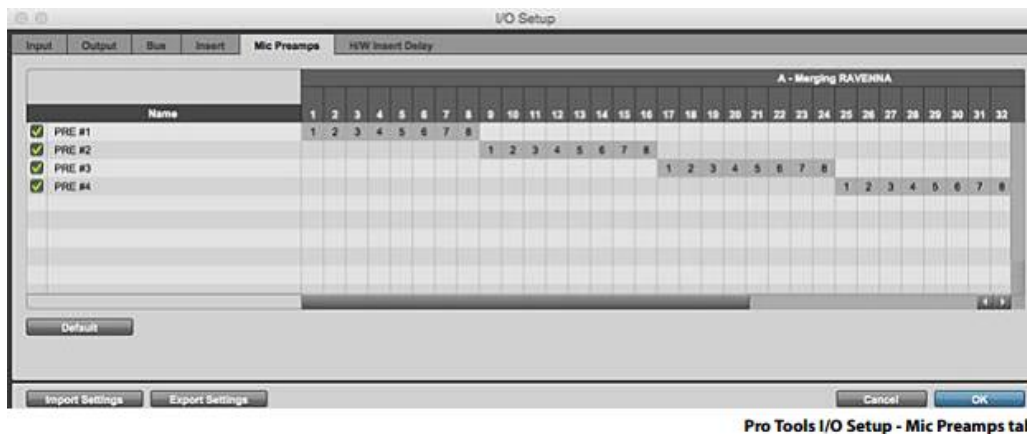 I/O Setup
Input Output Bus Insert Mic Preamps H/W Insert Delay
A - Merging RAVENNA
Name 1 2 3 4 5 6 7 8 9 10 11 12 13 14 15 16 17 18 19 20 21 22 23 24 25 26 27 28 29 30 31 32
PRE #1 1 2 3 4 5 6 7 8
PRE #2 1 2 3 4 5 6 7 8
PRE #3 1 2 3 4 5 6 7 8
PRE #4 1 2 3 4 5 6 7 8
Default
Import Settings Export Settings Cancel OK
Pro Tools I/O Setup - Mic Preamps ta